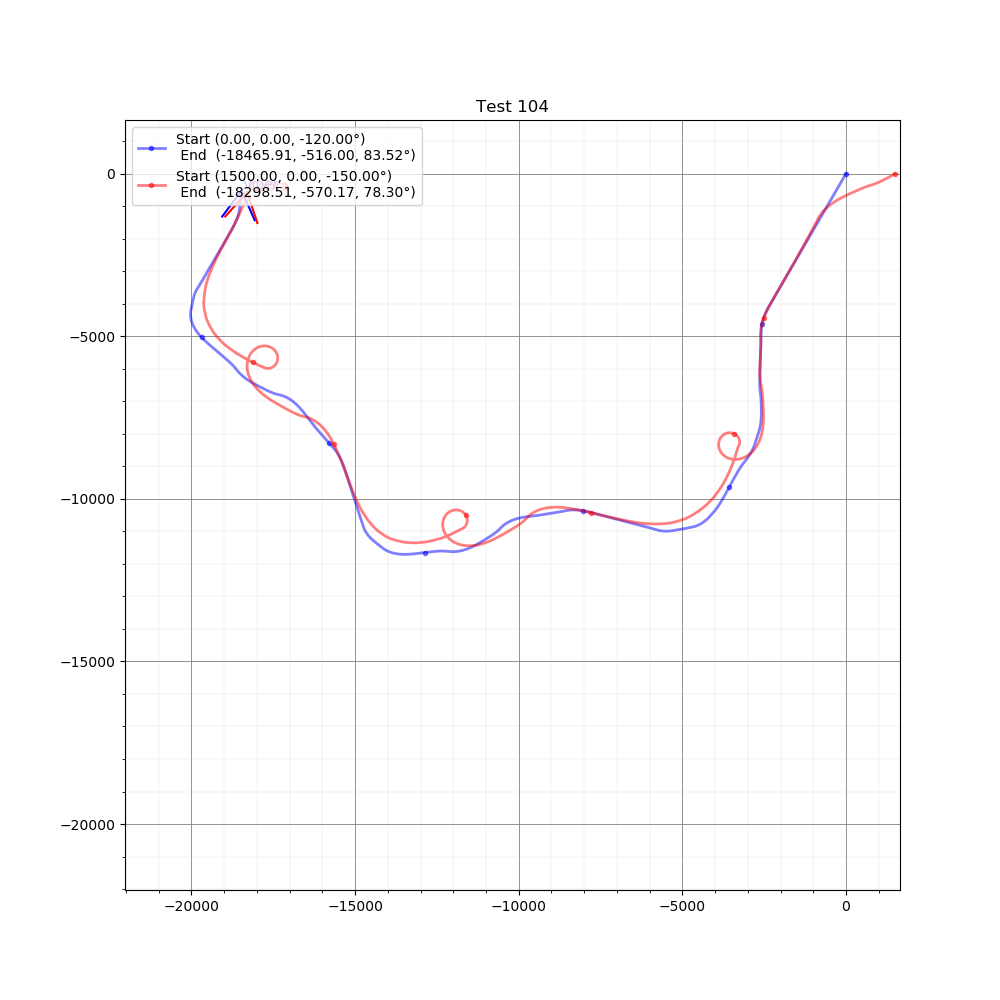 Test 104
Start (0.00, 0.00, -120.00°)
End (-18465.91, -516.00, 83.52°)
Start (1500.00, 0.00, -150.00°)
End (-18298.51, -570.17, 78.30°)
0
−5000
−10000
−15000
−20000
−20000 −15000 −10000 −5000 0